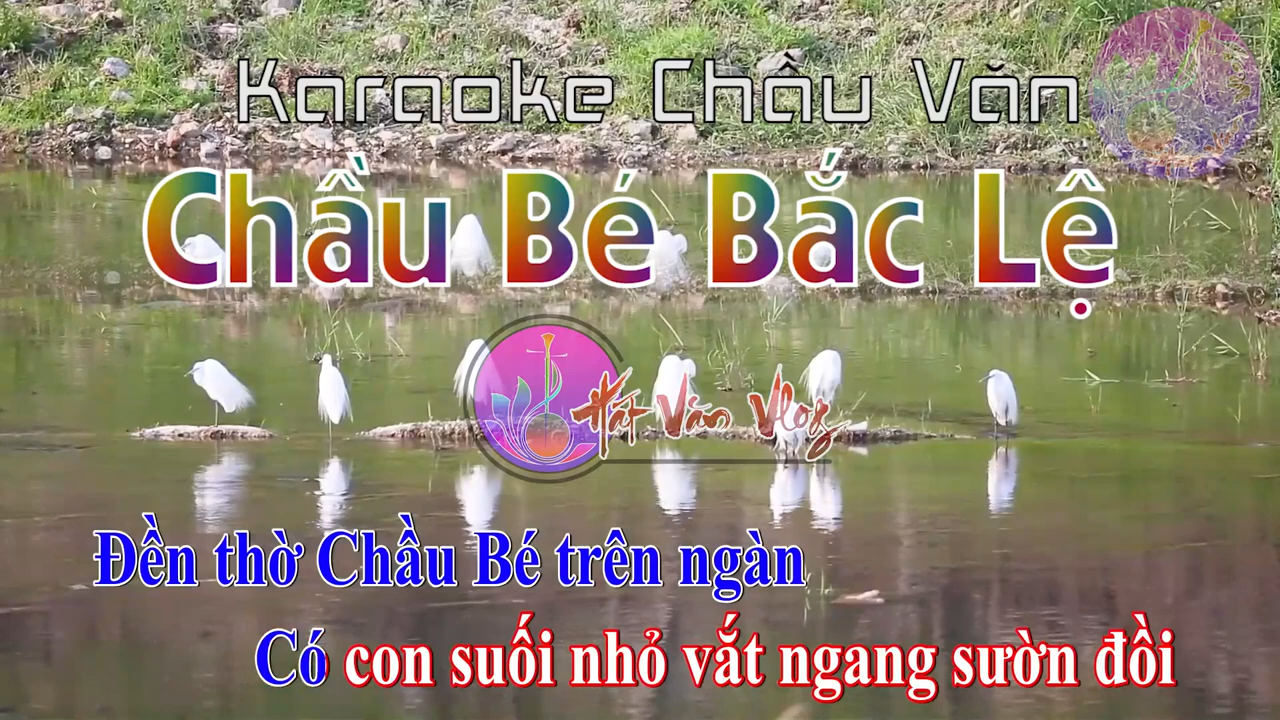 Karaoke Chầu Văn
Chầu Bé Bắc Lệ
Hát Văn Vlog
Đền thờ Chầu Bé trên ngàn
Có con suối nhỏ vắt ngang sườn đồi